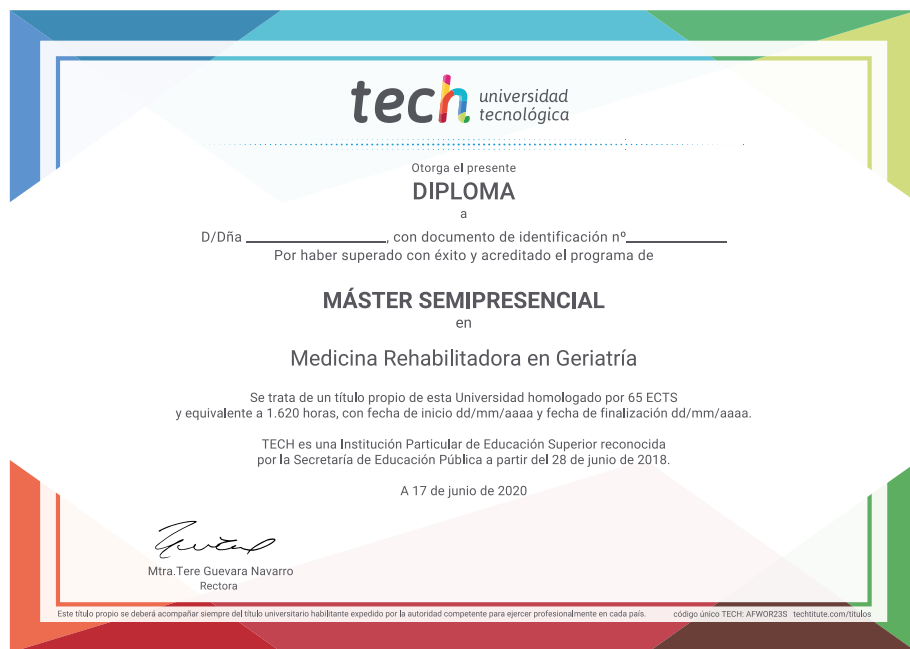 tech universidad
tecnológica
Otorga el presente
DIPLOMA
a
D/Dña ____________, con documento de identificación nº____________
Por haber superado con éxito y acreditado el programa de
MÁSTER SEMIPRESENCIAL
en
Medicina Rehabilitadora en Geriatría
Se trata de un título propio de esta Universidad homologado por 65 ECTS
y equivalente a 1.620 horas, con fecha de inicio dd/mm/aaaa y fecha de finalización dd/mm/aaaa.
TECH es una Institución Particular de Educación Superior reconocida
por la Secretaría de Educación Pública a partir del 28 de junio de 2018.
A 17 de junio de 2020
Mtra.Tere Guevara Navarro
Rectora
Este título propio se deberá acompañar siempre del título universitario habilitante expedido por la autoridad competente para ejercer profesionalmente en cada país. código único TECH: AFWOR23S techtitute.com/titulos